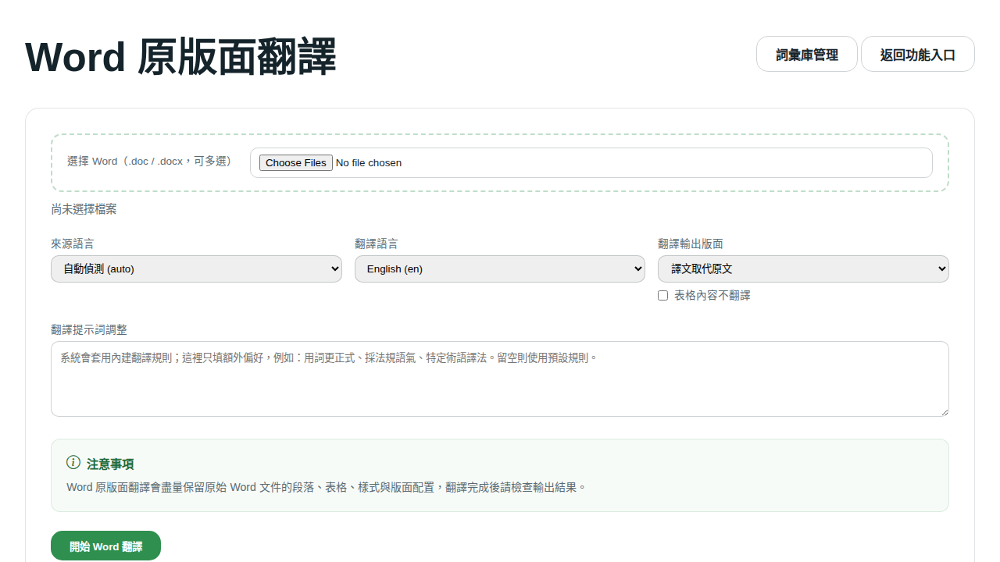 Word 原版面翻譯
詞彙庫管理
返回功能入口
選擇 Word（.doc / .docx，可多選）
Choose Files No file chosen
尚未選擇檔案
來源語言
翻譯語言
翻譯輸出版面
自動偵測 (auto)
English (en)
譯文取代原文
表格內容不翻譯
翻譯提示詞調整
系統會套用內建翻譯規則；這裡只填額外偏好，例如：用詞更正式、採法規語氣、特定術語譯法。留空則使用預設規則。
注意事項
Word 原版面翻譯會盡量保留原始 Word 文件的段落、表格、樣式與版面配置，翻譯完成後請檢查輸出結果。
開始 Word 翻譯